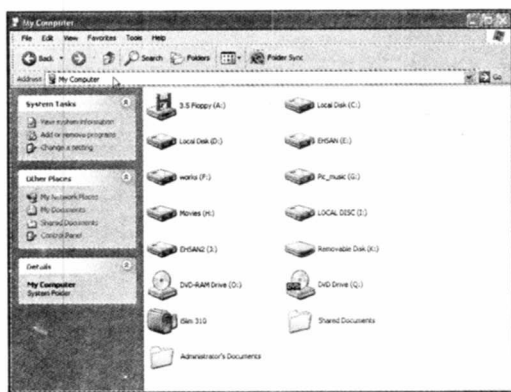 My Computer
File Edit View Favorites Tools Help
Back Search Folders Folder Sync
Address My Computer Go
System Tasks
View system information
Add or remove programs
Change a setting
Other Places
My Network Places
My Documents
Shared Documents
Control Panel
Details
My Computer
System Folder
3.5 Floppy (A:) Local Disk (C:)
Local Disk (D:) EHSAN (E:)
works (F:) Pic_music (G:)
Movies (H:) LOCAL DISC (I:)
EHSAN2 (J:) Removable Disk (K:)
DVD-RAM Drive (O:) DVD Drive (Q:)
iSlim 310 Shared Documents
Administrator's Documents